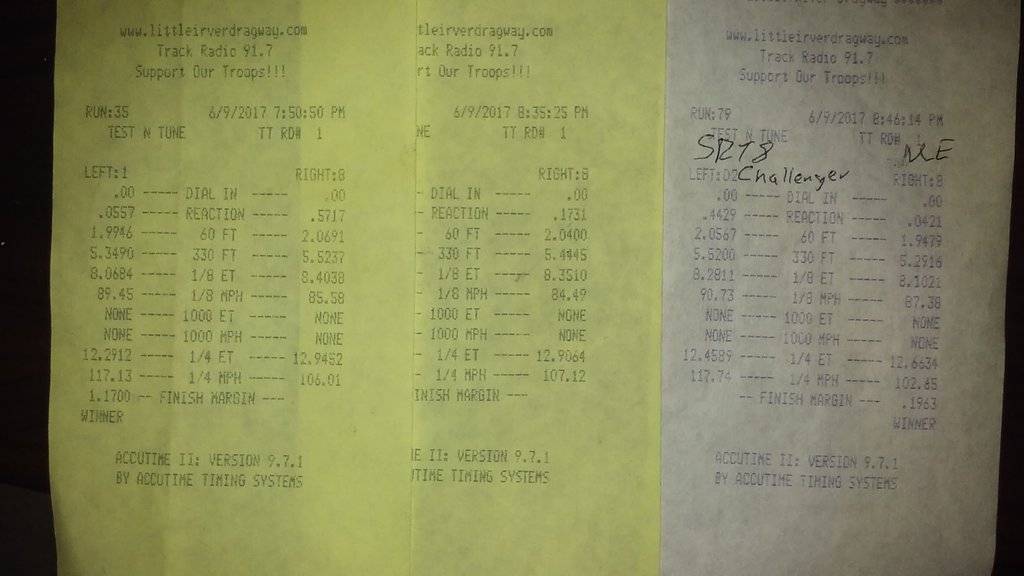 www.littleirverdragway.com
Track Radio 91.7
Support Our Troops!!!
RUN:35 6/9/2017 7:50:50 PM
TEST N TUNE TT RD# 1
LEFT:1 RIGHT:8
.00 ----- DIAL IN ----- .00
.0557 ----- REACTION ----- .5717
1.9946 ----- 60 FT ----- 2.0691
5.3490 ----- 330 FT ----- 5.5237
8.0684 ----- 1/8 ET ----- 8.4038
89.45 ----- 1/8 MPH ----- 85.58
NONE ----- 1000 ET ----- NONE
NONE ----- 1000 MPH ----- NONE
12.2912 ----- 1/4 ET ----- 12.9452
117.13 ----- 1/4 MPH ----- 106.01
1.1700 -- FINISH MARGIN ---
WINNER
ACCUTIME II: VERSION 9.7.1
BY ACCUTIME TIMING SYSTEMS
tleirverdragway.com
ack Radio 91.7
rt Our Troops!!!
6/9/2017 8:35:25 PM
NE TT RD# 1
RIGHT:8
- DIAL IN ----- .00
- REACTION ----- .1731
- 60 FT ----- 2.0400
- 330 FT ----- 5.4445
- 1/8 ET ----- 8.3510
- 1/8 MPH ----- 84.49
- 1000 ET ----- NONE
- 1000 MPH ----- NONE
- 1/4 ET ----- 12.9064
- 1/4 MPH ----- 107.12
INISH MARGIN ---
IE II: VERSION 9.7.1
UTIME TIMING SYSTEMS
www.littleirverdragway.com
Track Radio 91.7
Support Our Troops!!!
RUN:79 6/9/2017 8:46:14 PM
TEST N TUNE TT RD# 1
SRT8 ME
LEFT:D2 Challenger RIGHT:8
.00 ----- DIAL IN ----- .00
.4429 ----- REACTION ----- .0421
2.0567 ----- 60 FT ----- 1.9479
5.5200 ----- 330 FT ----- 5.2916
8.2811 ----- 1/8 ET ----- 8.1021
90.73 ----- 1/8 MPH ----- 87.38
NONE ----- 1000 ET ----- NONE
NONE ----- 1000 MPH ----- NONE
12.4589 ----- 1/4 ET ----- 12.6634
117.74 ----- 1/4 MPH ----- 102.85
-- FINISH MARGIN --- .1963
WINNER
ACCUTIME II: VERSION 9.7.1
BY ACCUTIME TIMING SYSTEMS